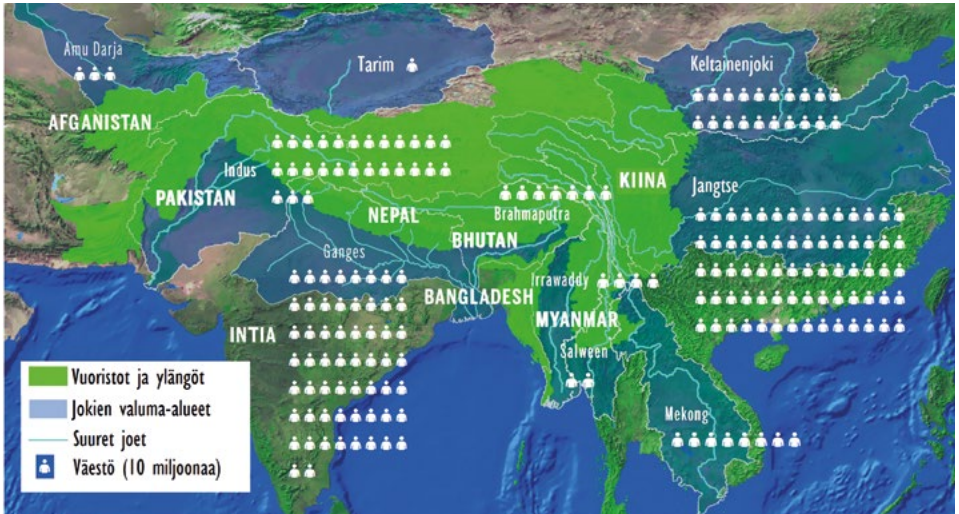 Amu Darja
Tarim
Keltainenjoki
AFGANISTAN
Indus
PAKISTAN
NEPAL
Brahmaputra
KIINA
Jangtse
BHUTAN
Ganges
Irrawaddy
BANGLADESH
INTIA
MYANMAR
Salween
Mekong
Vuoristot ja ylängöt
Jokien valuma-alueet
Suuret joet
Väestö (10 miljoonaa)